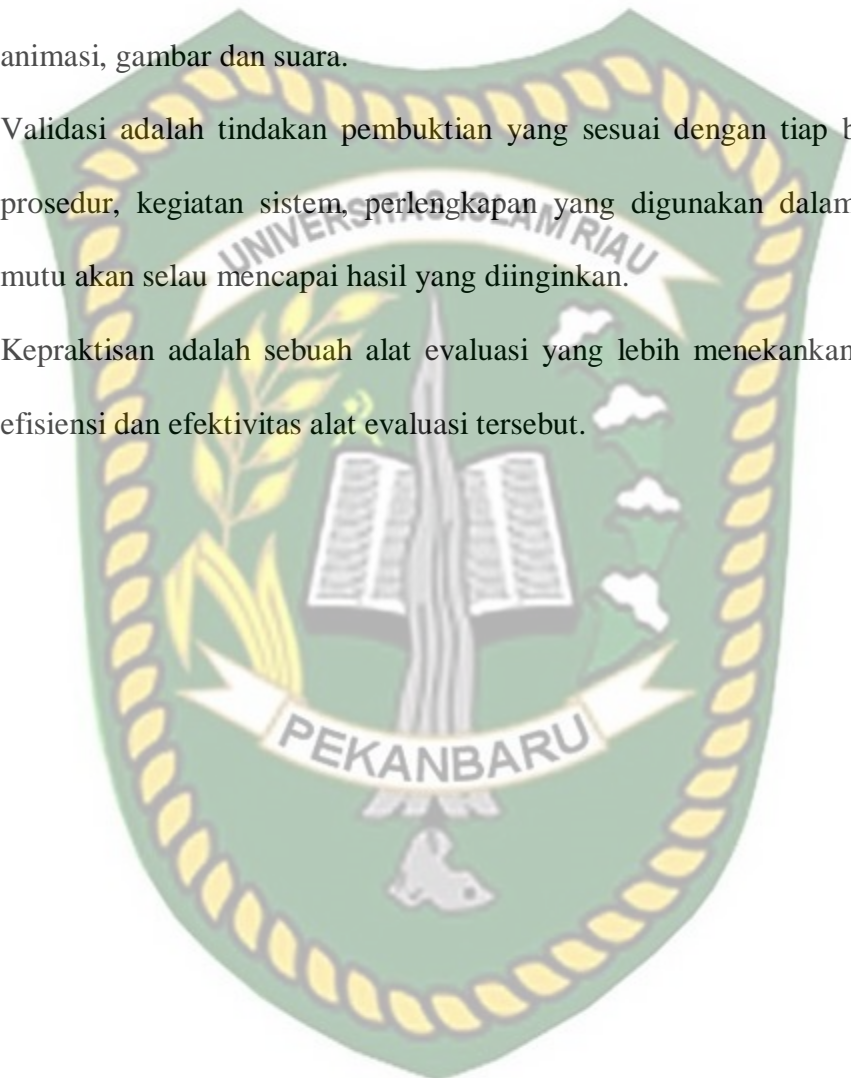 animasi, gambar dan suara.
Validasi adalah tindakan pembuktian yang sesuai dengan tiap
prosedur, kegiatan sistem, perlengkapan yang digunakan dalam
UNIVERSITAS ISLAM RIAU
mutu akan selau mencapai hasil yang diinginkan.
Kepraktisan adalah sebuah alat evaluasi yang lebih menekankan
efisiensi dan efektivitas alat evaluasi tersebut.
PEKANBARU